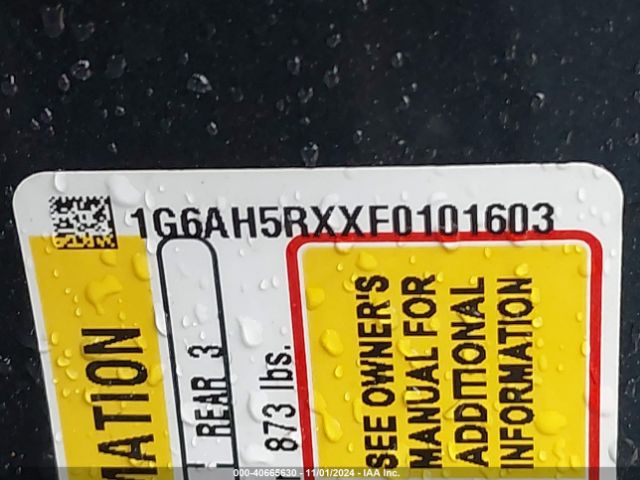 1G6AH5RXXF0101603
MATION
REAR 3
873 lbs.
SEE OWNER'S
MANUAL FOR
ADDITIONAL
INFORMATION
000-40665630 - 11/01/2024 - IAA Inc.